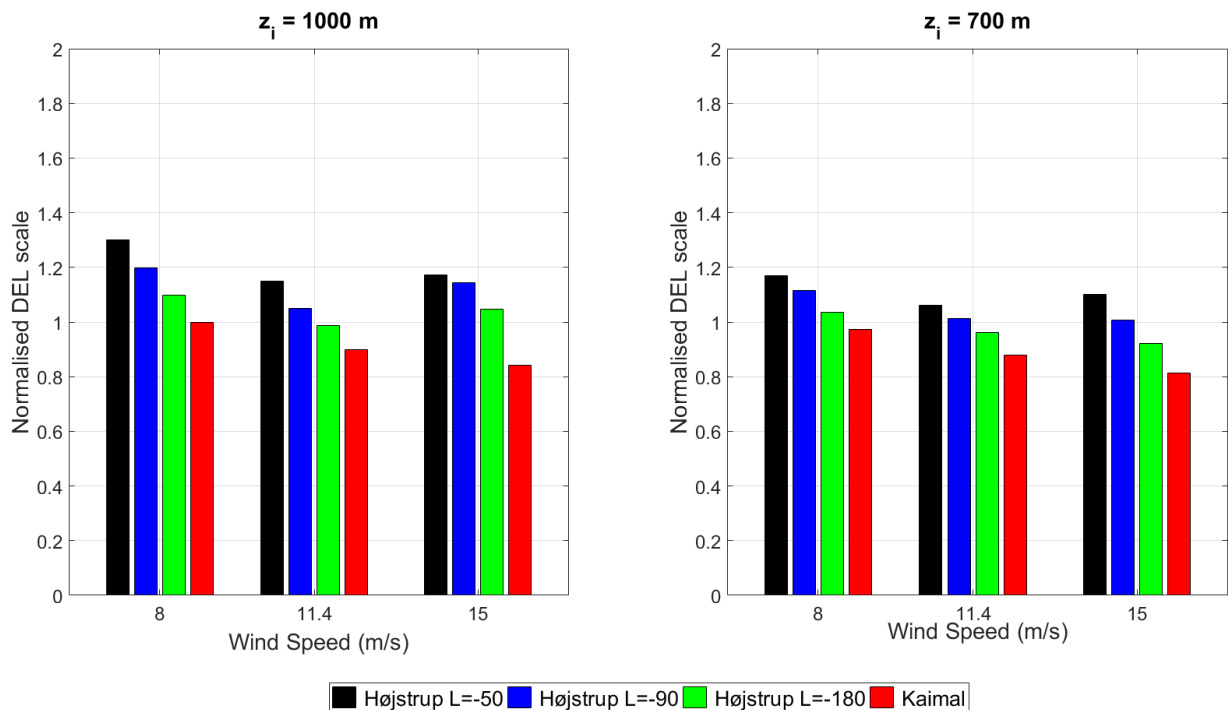 z_i = 1000 m
2
1.8
1.6
1.4
1.2
1
0.8
0.6
0.4
0.2
0
Normalised DEL scale
8 11.4 15
Wind Speed (m/s)
z_i = 700 m
2
1.8
1.6
1.4
1.2
1
0.8
0.6
0.4
0.2
0
Normalised DEL scale
8 11.4 15
Wind Speed (m/s)
Højstrup L=-50 Højstrup L=-90 Højstrup L=-180 Kaimal